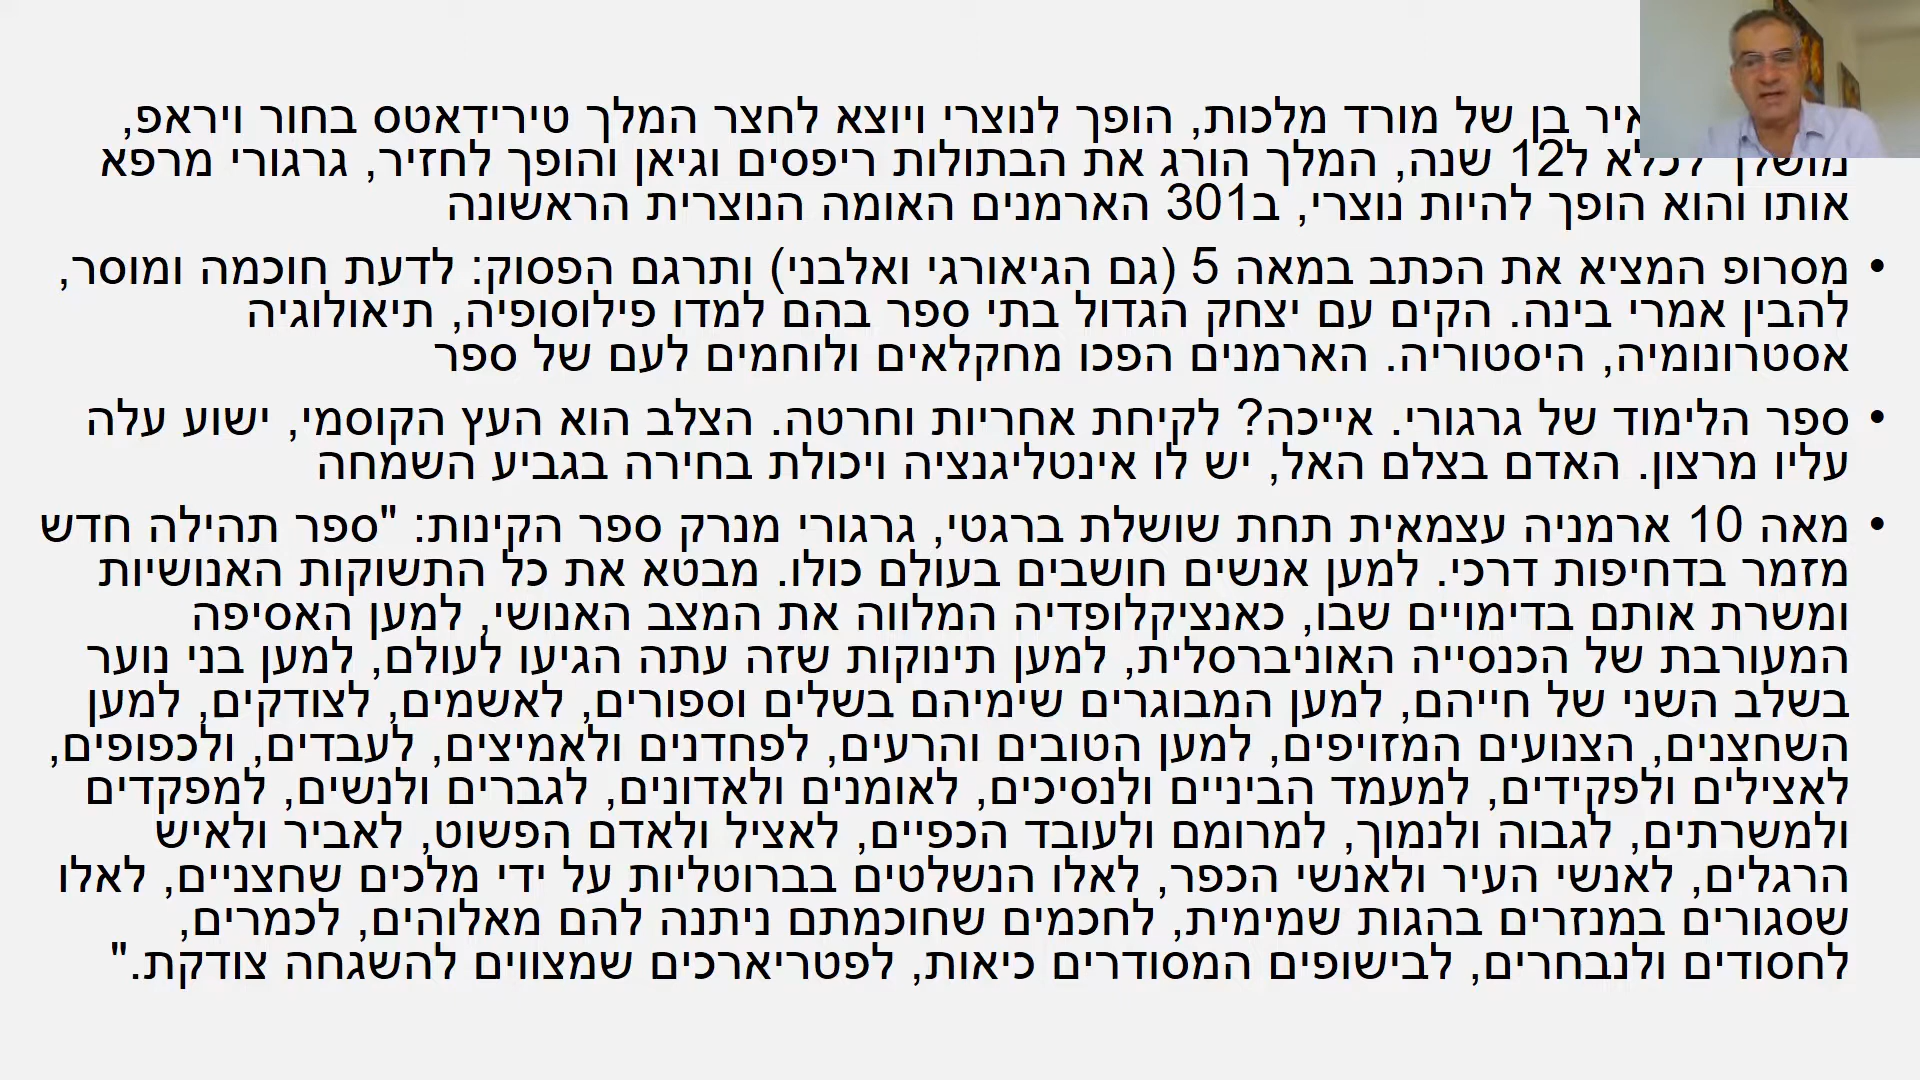 בן של מורד מלכות, הופך לנוצרי ויוצא לחצר המלך טירידאטס בחור ויראפ,
מושלך לכלא ל12 שנה, המלך הורג את הבתולות ריפסים וגיאן והופך לחזיר, גרגורי מרפא
אותו והוא הופך להיות נוצרי, ב301 הארמנים האומה הנוצרית הראשונה
• מסרופ המציא את הכתב במאה 5 (גם הגיאורגי ואלבני) ותרגם הפסוק: לדעת חוכמה ומוסר,
להבין אמרי בינה. הקים עם יצחק הגדול בתי ספר בהם למדו פילוסופיה, תיאולוגיה
אסטרונומיה, היסטוריה. הארמנים הפכו מחקלאים ולוחמים לעם של ספר
• ספר הלימוד של גרגורי. אייכה? לקיחת אחריות וחרטה. הצלב הוא העץ הקוסמי, ישוע עלה
עליו מרצון. האדם בצלם האל, יש לו אינטליגנציה ויכולת בחירה בגביע השמחה
• מאה 10 ארמניה עצמאית תחת שושלת ברגטי, גרגורי מנרק ספר הקינות: "ספר תהילה חדש
מזמר בדחיפות דרכי. למען אנשים חושבים בעולם כולו. מבטא את כל התשוקות האנושיות
ומשרת אותם בדימויים שבו, כאנציקלופדיה המלווה את המצב האנושי, למען האסיפה
המעורבת של הכנסייה האוניברסלית, למען תינוקות שזה עתה הגיעו לעולם, למען בני נוער
בשלב השני של חייהם, למען המבוגרים שימיהם בשלים וספורים, לאשמים, לצודקים, למען
השחצנים, הצנועים המזויפים, למען הטובים והרעים, לפחדנים ולאמיצים, לעבדים, ולכפופים,
לאצילים ולפקידים, למעמד הביניים ולנסיכים, לאומנים ולאדונים, לגברים ולנשים, למפקדים
ולמשרתים, לגבוה ולנמוך, למרומם ולעובד הכפיים, לאציל ולאדם הפשוט, לאביר ולאיש
הרגלים, לאנשי העיר ולאנשי הכפר, לאלו הנשלטים בברוטליות על ידי מלכים שחצניים, לאלו
שסגורים במנזרים בהגות שמימית, לחכמים שחוכמתם ניתנה להם מאלוהים, לכמרים,
לחסודים ולנבחרים, לבישופים המסודרים כיאות, לפטריארכים שמצווים להשגחה צודקת."